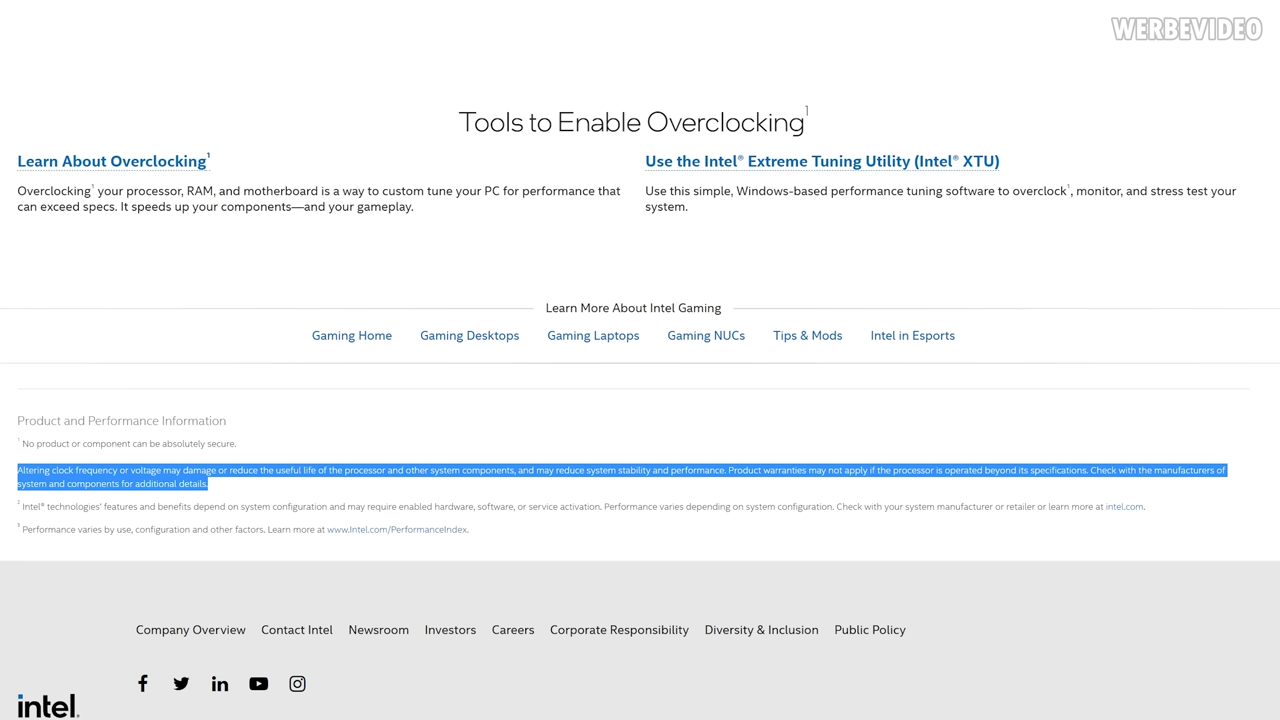 WERBEVIDEO
Tools to Enable Overclocking1
Learn About Overclocking1
Overclocking1 your processor, RAM, and motherboard is a way to custom tune your PC for performance that
can exceed specs. It speeds up your components—and your gameplay.
Use the Intel® Extreme Tuning Utility (Intel® XTU)
Use this simple, Windows-based performance tuning software to overclock1, monitor, and stress test your
system.
Learn More About Intel Gaming
Gaming Home Gaming Desktops Gaming Laptops Gaming NUCs Tips & Mods Intel in Esports
Product and Performance Information
1 No product or component can be absolutely secure.
Altering clock frequency or voltage may damage or reduce the useful life of the processor and other system components, and may reduce system stability and performance. Product warranties may not apply if the processor is operated beyond its specifications. Check with the manufacturers of
system and components for additional details.
2 Intel® technologies' features and benefits depend on system configuration and may require enabled hardware, software, or service activation. Performance varies depending on system configuration. Check with your system manufacturer or retailer or learn more at intel.com.
3 Performance varies by use, configuration and other factors. Learn more at www.Intel.com/PerformanceIndex.
Company Overview Contact Intel Newsroom Investors Careers Corporate Responsibility Diversity & Inclusion Public Policy
intel.